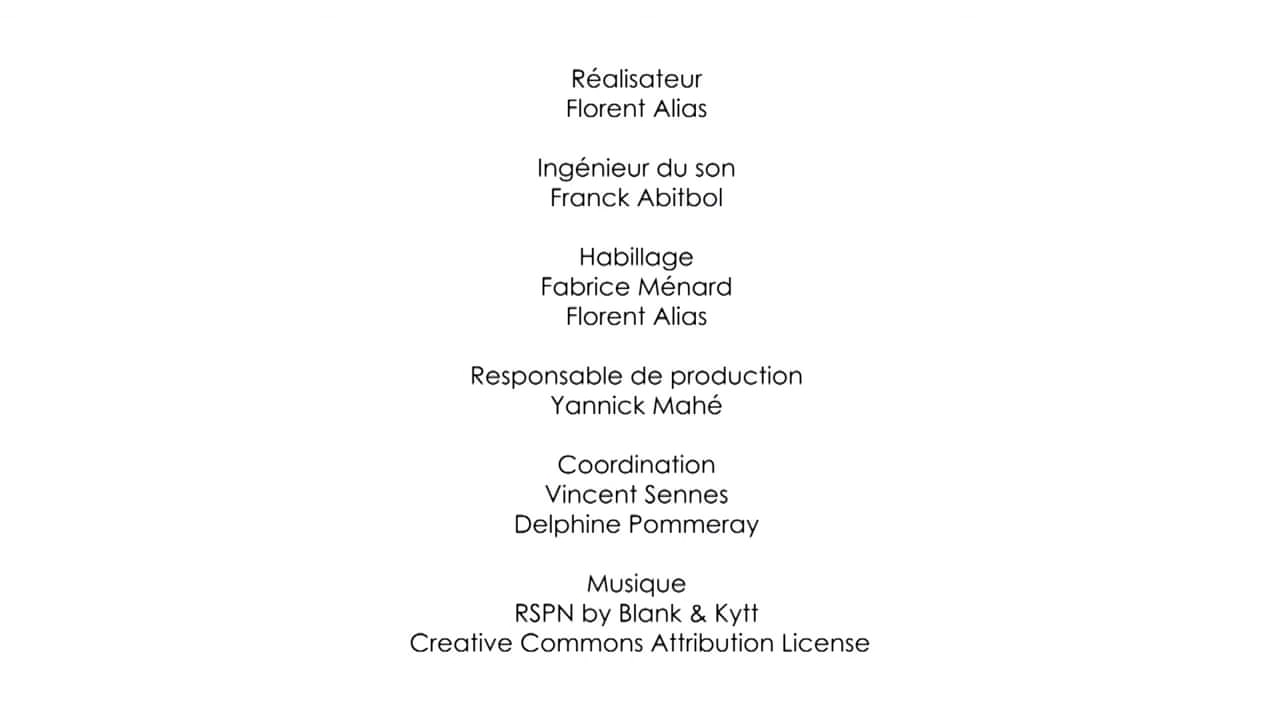 Réalisateur
Florent Alias
Ingénieur du son
Franck Abitbol
Habillage
Fabrice Ménard
Florent Alias
Responsable de production
Yannick Mahé
Coordination
Vincent Sennes
Delphine Pommeray
Musique
RSPN by Blank & Kytt
Creative Commons Attribution License